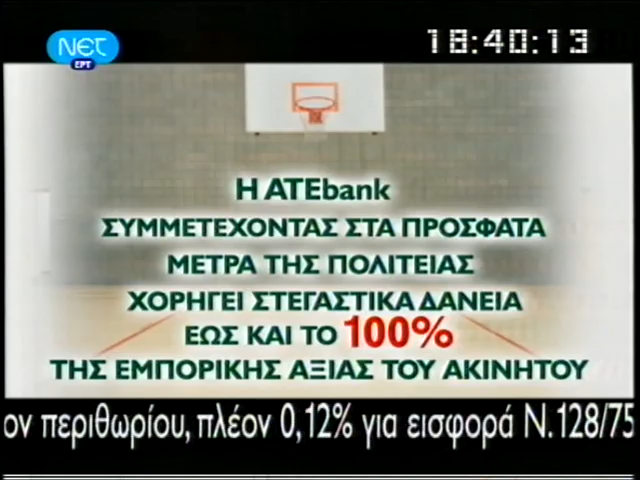 NET
ΕΡΤ
18:40:13
Η ATEbank
ΣΥΜΜΕΤΕΧΟΝΤΑΣ ΣΤΑ ΠΡΟΣΦΑΤΑ
ΜΕΤΡΑ ΤΗΣ ΠΟΛΙΤΕΙΑΣ
ΧΟΡΗΓΕΙ ΣΤΕΓΑΣΤΙΚΑ ΔΑΝΕΙΑ
ΕΩΣ ΚΑΙ ΤΟ 100%
ΤΗΣ ΕΜΠΟΡΙΚΗΣ ΑΞΙΑΣ ΤΟΥ ΑΚΙΝΗΤΟΥ
ον περιθωρίου, πλέον 0,12% για εισφορά Ν.128/75